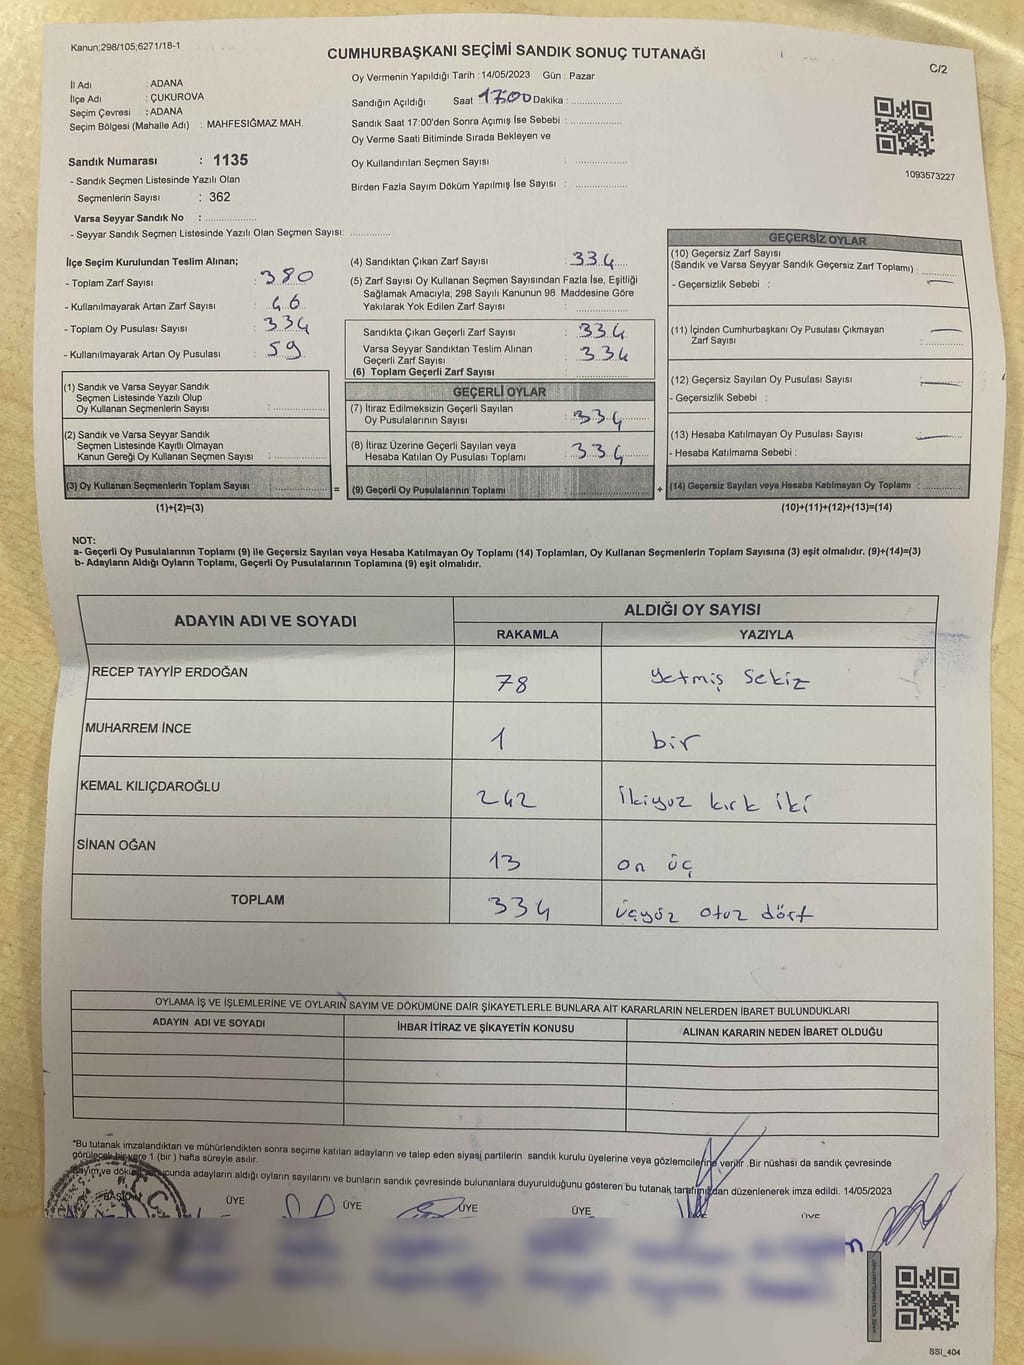 Kanun;298/105;6271/18-1
CUMHURBAŞKANI SEÇİMİ SANDIK SONUÇ TUTANAĞI
C/2
İl Adı : ADANA
İlçe Adı : ÇUKUROVA
Seçim Çevresi : ADANA
Seçim Bölgesi (Mahalle Adı) : MAHFESIĞMAZ MAH.
Sandık Numarası : 1135
- Sandık Seçmen Listesinde Yazılı Olan
Seçmenlerin Sayısı : 362
Varsa Seyyar Sandık No : ..................
- Seyyar Sandık Seçmen Listesinde Yazılı Olan Seçmen Sayısı: ..............
Oy Vermenin Yapıldığı Tarih : 14/05/2023 Gün : Pazar
Sandığın Açıldığı Saat 17:00 Dakika : ..................
Sandık Saat 17:00'den Sonra Açımış İse Sebebi : ..................
Oy Verme Saati Bitiminde Sırada Bekleyen ve
Oy Kullandırılan Seçmen Sayısı : ..................
Birden Fazla Sayım Döküm Yapılmış İse Sayısı : ..................
1093573227
İlçe Seçim Kurulundan Teslim Alınan;
- Toplam Zarf Sayısı : 380
- Kullanılmayarak Artan Zarf Sayısı : 46
- Toplam Oy Pusulası Sayısı : 334
- Kullanılmayarak Artan Oy Pusulası : 59
(1) Sandık ve Varsa Seyyar Sandık
Seçmen Listesinde Yazılı Olup
Oy Kullanan Seçmenlerin Sayısı : ..................
(2) Sandık ve Varsa Seyyar Sandık
Seçmen Listesinde Kayıtlı Olmayan
Kanun Gereği Oy Kullanan Seçmen Sayısı : ..................
(3) Oy Kullanan Seçmenlerin Toplam Sayısı : ..................
(1)+(2)=(3)
=
(4) Sandıktan Çıkan Zarf Sayısı : 334
(5) Zarf Sayısı Oy Kullanan Seçmen Sayısından Fazla İse, Eşitliği
Sağlamak Amacıyla, 298 Sayılı Kanunun 98. Maddesine Göre
Yakılarak Yok Edilen Zarf Sayısı : ..................
Sandıkta Çıkan Geçerli Zarf Sayısı : 334
Varsa Seyyar Sandıktan Teslim Alınan
Geçerli Zarf Sayısı : 334
(6) Toplam Geçerli Zarf Sayısı : ..................
GEÇERLİ OYLAR
(7) İtiraz Edilmeksizin Geçerli Sayılan
Oy Pusulalarının Sayısı : 334
(8) İtiraz Üzerine Geçerli Sayılan veya
Hesaba Katılan Oy Pusulası Toplamı : 334
(9) Geçerli Oy Pusulalarının Toplamı : ..................
+
GEÇERSİZ OYLAR
(10) Geçersiz Zarf Sayısı
(Sandık ve Varsa Seyyar Sandık Geçersiz Zarf Toplamı) : ............
- Geçersizlik Sebebi : —
(11) İçinden Cumhurbaşkanı Oy Pusulası Çıkmayan
Zarf Sayısı : —
(12) Geçersiz Sayılan Oy Pusulası Sayısı : —
- Geçersizlik Sebebi :
(13) Hesaba Katılmayan Oy Pusulası Sayısı : —
- Hesaba Katılmama Sebebi :
(14) Geçersiz Sayılan veya Hesaba Katılmayan Oy Toplamı : ............
(10)+(11)+(12)+(13)=(14)
NOT:
a- Geçerli Oy Pusulalarının Toplamı (9) ile Geçersiz Sayılan veya Hesaba Katılmayan Oy Toplamı (14) Toplamları, Oy Kullanan Seçmenlerin Toplam Sayısına (3) eşit olmalıdır. (9)+(14)=(3)
b- Adayların Aldığı Oyların Toplamı, Geçerli Oy Pusulalarının Toplamına (9) eşit olmalıdır.
ADAYIN ADI VE SOYADI
ALDIĞI OY SAYISI
RAKAMLA YAZIYLA
RECEP TAYYİP ERDOĞAN 78 yetmiş sekiz
MUHARREM İNCE 1 bir
KEMAL KILIÇDAROĞLU 242 İkiyüz kırk iki
SİNAN OĞAN 13 on üç
TOPLAM 334 üçyüz otuz dört
OYLAMA İŞ VE İŞLEMLERİNE VE OYLARIN SAYIM VE DÖKÜMÜNE DAİR ŞİKAYETLERLE BUNLARA AİT KARARLARIN NELERDEN İBARET BULUNDUKLARI
ADAYIN ADI VE SOYADI İHBAR İTİRAZ VE ŞİKAYETİN KONUSU ALINAN KARARIN NEDEN İBARET OLDUĞU
*Bu tutanak imzalandıktan ve mühürlendikten sonra seçime katılan adayların ve talep eden siyasi partilerin sandık kurulu üyelerine veya gözlemcilerine verilir .Bir nüshası da sandık çevresinde
görülecek bir yere 1 (bir ) hafta süreyle asılır.
Sayım ve döküm sonucunda adayların aldığı oyların sayılarını ve bunların sandık çevresinde bulunanlara duyurulduğunu gösteren bu tutanak tarafımızdan düzenlenerek imza edildi. 14/05/2023
BAŞKAN ÜYE ÜYE ÜYE ÜYE ÜYE
SSİ_404